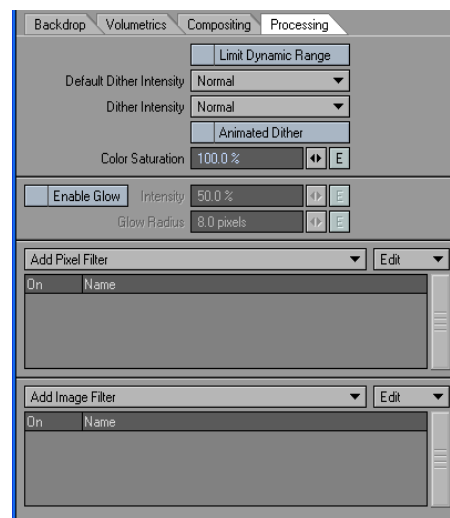 Backdrop Volumetrics Compositing Processing
Limit Dynamic Range
Default Dither Intensity Normal
Dither Intensity Normal
Animated Dither
Color Saturation 100.0 % E
Enable Glow Intensity 50.0 % E
Glow Radius 8.0 pixels E
Add Pixel Filter Edit
On Name
Add Image Filter Edit
On Name